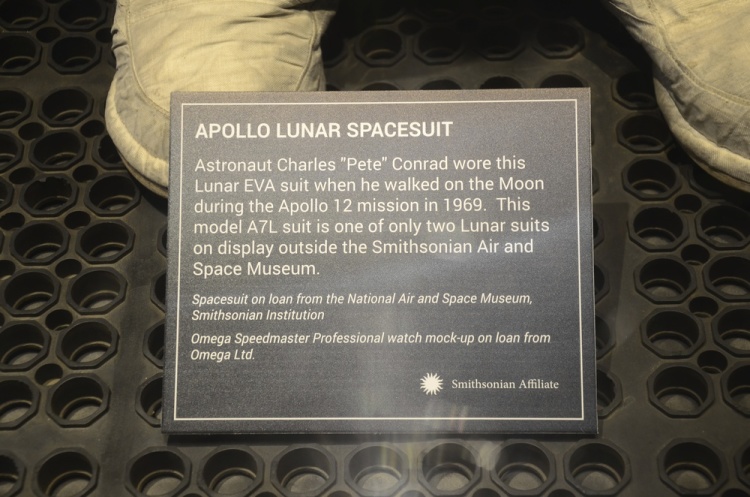 APOLLO LUNAR SPACESUIT
Astronaut Charles "Pete" Conrad wore this
Lunar EVA suit when he walked on the Moon
during the Apollo 12 mission in 1969.  This
model A7L suit is one of only two Lunar suits
on display outside the Smithsonian Air and
Space Museum.
Spacesuit on loan from the National Air and Space Museum,
Smithsonian Institution
Omega Speedmaster Professional watch mock-up on loan from
Omega Ltd.
Smithsonian Affiliate